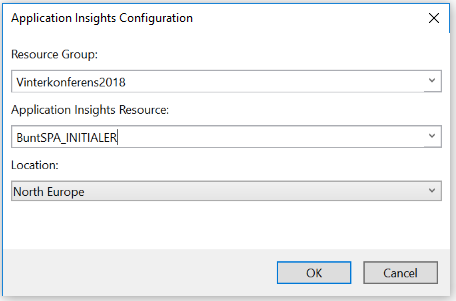 Application Insights Configuration
Resource Group:
Vinterkonferens2018
Application Insights Resource:
BuntSPA_INITIALER
Location:
North Europe
OK
Cancel